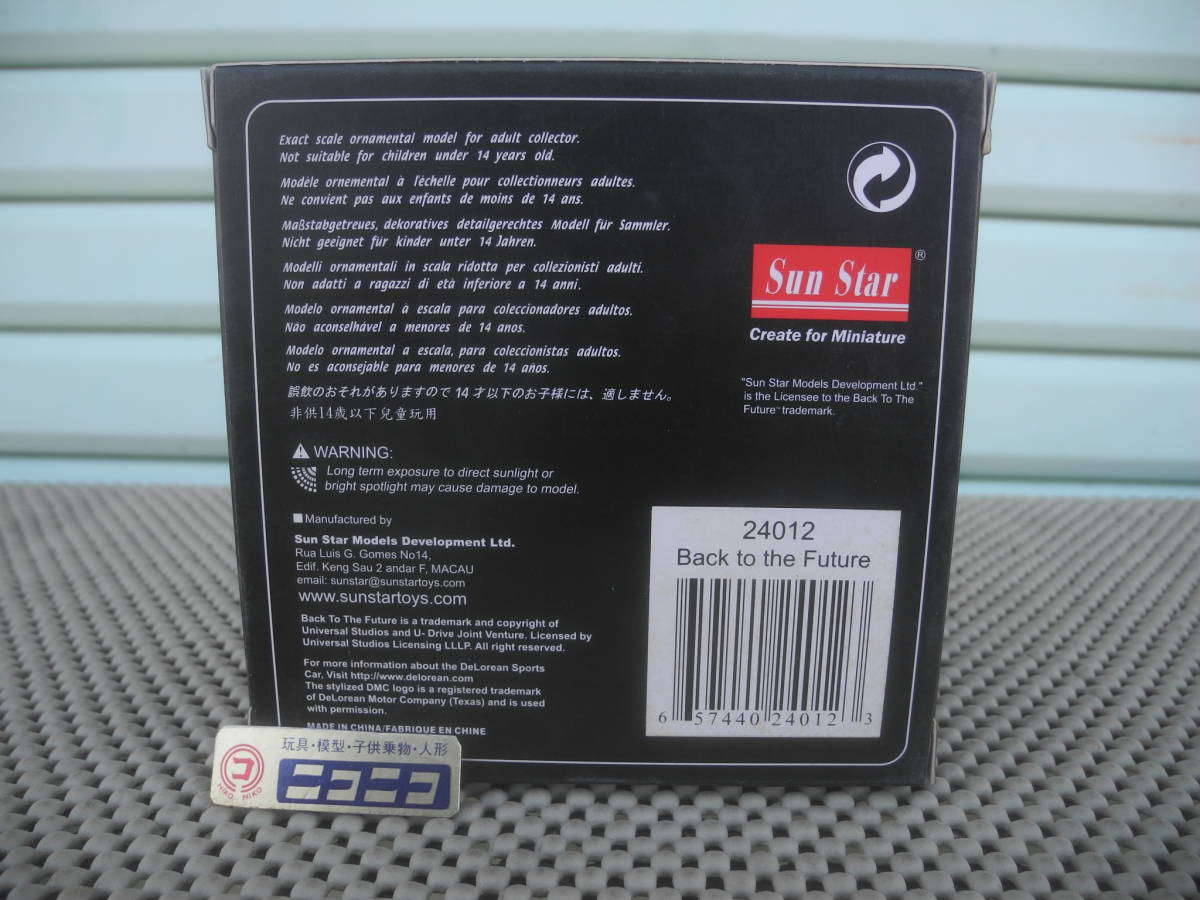 Exact scale ornamental model for adult collector.
Not suitable for children under 14 years old.
Modèle ornemental à l'échelle pour collectionneurs adultes.
Ne convient pas aux enfants de moins de 14 ans.
Maßstabgetreues, dekoratives detailgerechtes Modell für Sammler.
Nicht geeignet für kinder unter 14 Jahren.
Modelli ornamentali in scala ridotta per collezionisti adulti.
Non adatti a ragazzi di età inferiore a 14 anni.
Modelo ornamental à escala para coleccionadores adultos.
Não aconselhável a menores de 14 anos.
Modelo ornamental a escala, para coleccionistas adultos.
No es aconsejable para menores de 14 años.
誤飲のおそれがありますので 14 才以下のお子様には、適しません。
非供14歳以下兒童玩用
WARNING:
Long term exposure to direct sunlight or
bright spotlight may cause damage to model.
Manufactured by
Sun Star Models Development Ltd.
Rua Luis G. Gomes No14,
Edif. Keng Sau 2 andar F, MACAU
email: sunstar@sunstartoys.com
www.sunstartoys.com
Back To The Future is a trademark and copyright of
Universal Studios and U- Drive Joint Venture. Licensed by
Universal Studios Licensing LLLP. All right reserved.
For more information about the DeLorean Sports
Car, Visit http://www.delorean.com
The stylized DMC logo is a registered trademark
of DeLorean Motor Company (Texas) and is used
with permission.
MADE IN CHINA/FABRIQUE EN CHINE
Sun Star ®
Create for Miniature
"Sun Star Models Development Ltd."
is the Licensee to the Back To The
Future™ trademark.
24012
Back to the Future
6 57440 24012 3
玩具・模型・子供乗物・人形
コ
NIKO NIKO
ニコニコ